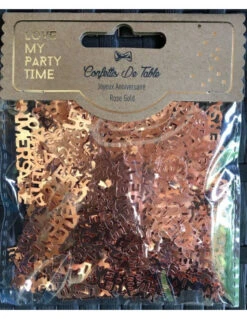 LOVE
MY PARTY
TIME
Confettis De Table
Joyeux Anniversaire
Rose Gold